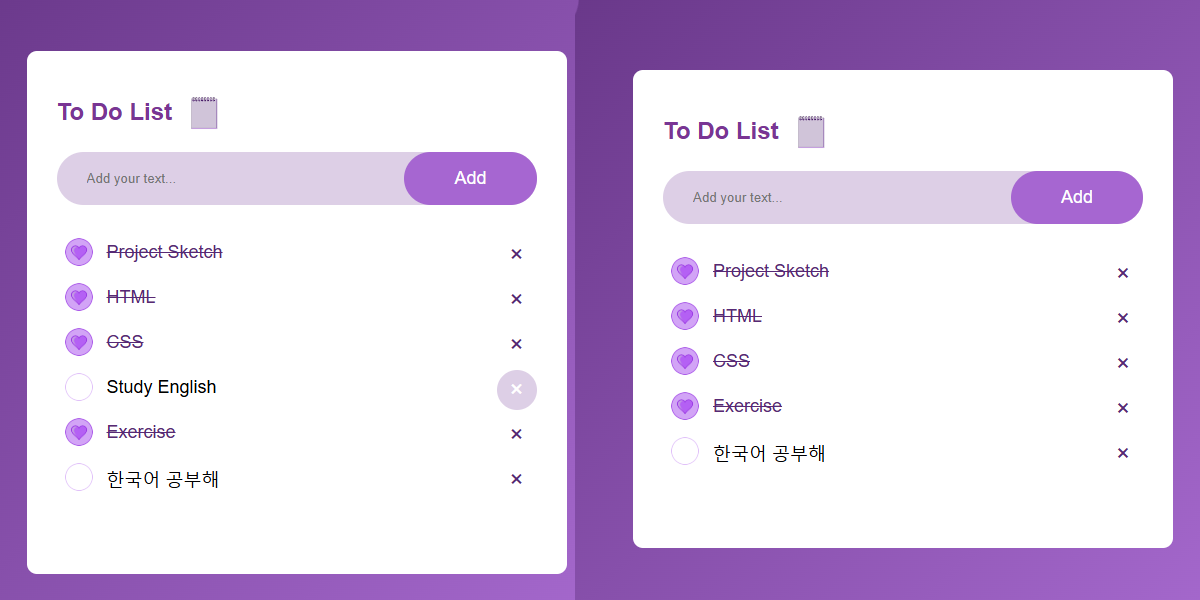 To Do List
Add your text...
Add
Project Sketch
HTML
CSS
Study English
Exercise
한국어 공부해
To Do List
Add your text...
Add
Project Sketch
HTML
CSS
Exercise
한국어 공부해